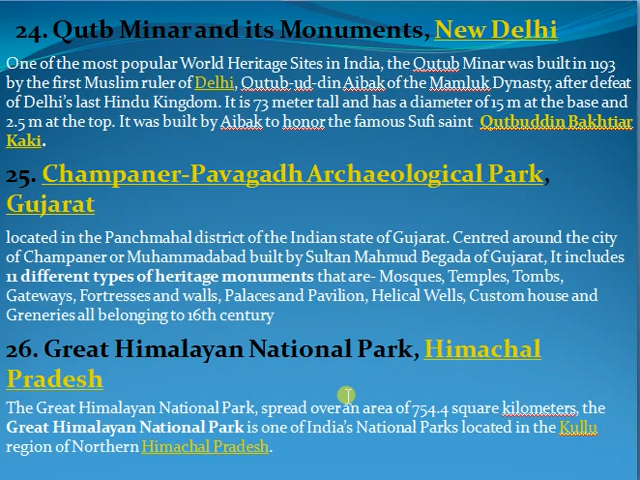 24. Qutb Minar and its Monuments, New Delhi
One of the most popular World Heritage Sites in India, the Qutub Minar was built in 1193
by the first Muslim ruler of Delhi, Qutub-ud-din Aibak of the Mamluk Dynasty, after defeat
of Delhi's last Hindu Kingdom. It is 73 meter tall and has a diameter of 15 m at the base and
2.5 m at the top. It was built by Aibak to honor the famous Sufi saint Qutbuddin Bakhtiar
Kaki.
25. Champaner-Pavagadh Archaeological Park,
Gujarat
located in the Panchmahal district of the Indian state of Gujarat. Centred around the city
of Champaner or Muhammadabad built by Sultan Mahmud Begada of Gujarat, It includes
11 different types of heritage monuments that are- Mosques, Temples, Tombs,
Gateways, Fortresses and walls, Palaces and Pavilion, Helical Wells, Custom house and
Greneries all belonging to 16th century
26. Great Himalayan National Park, Himachal
Pradesh
The Great Himalayan National Park, spread over an area of 754.4 square kilometers, the
Great Himalayan National Park is one of India's National Parks located in the Kullu
region of Northern Himachal Pradesh.